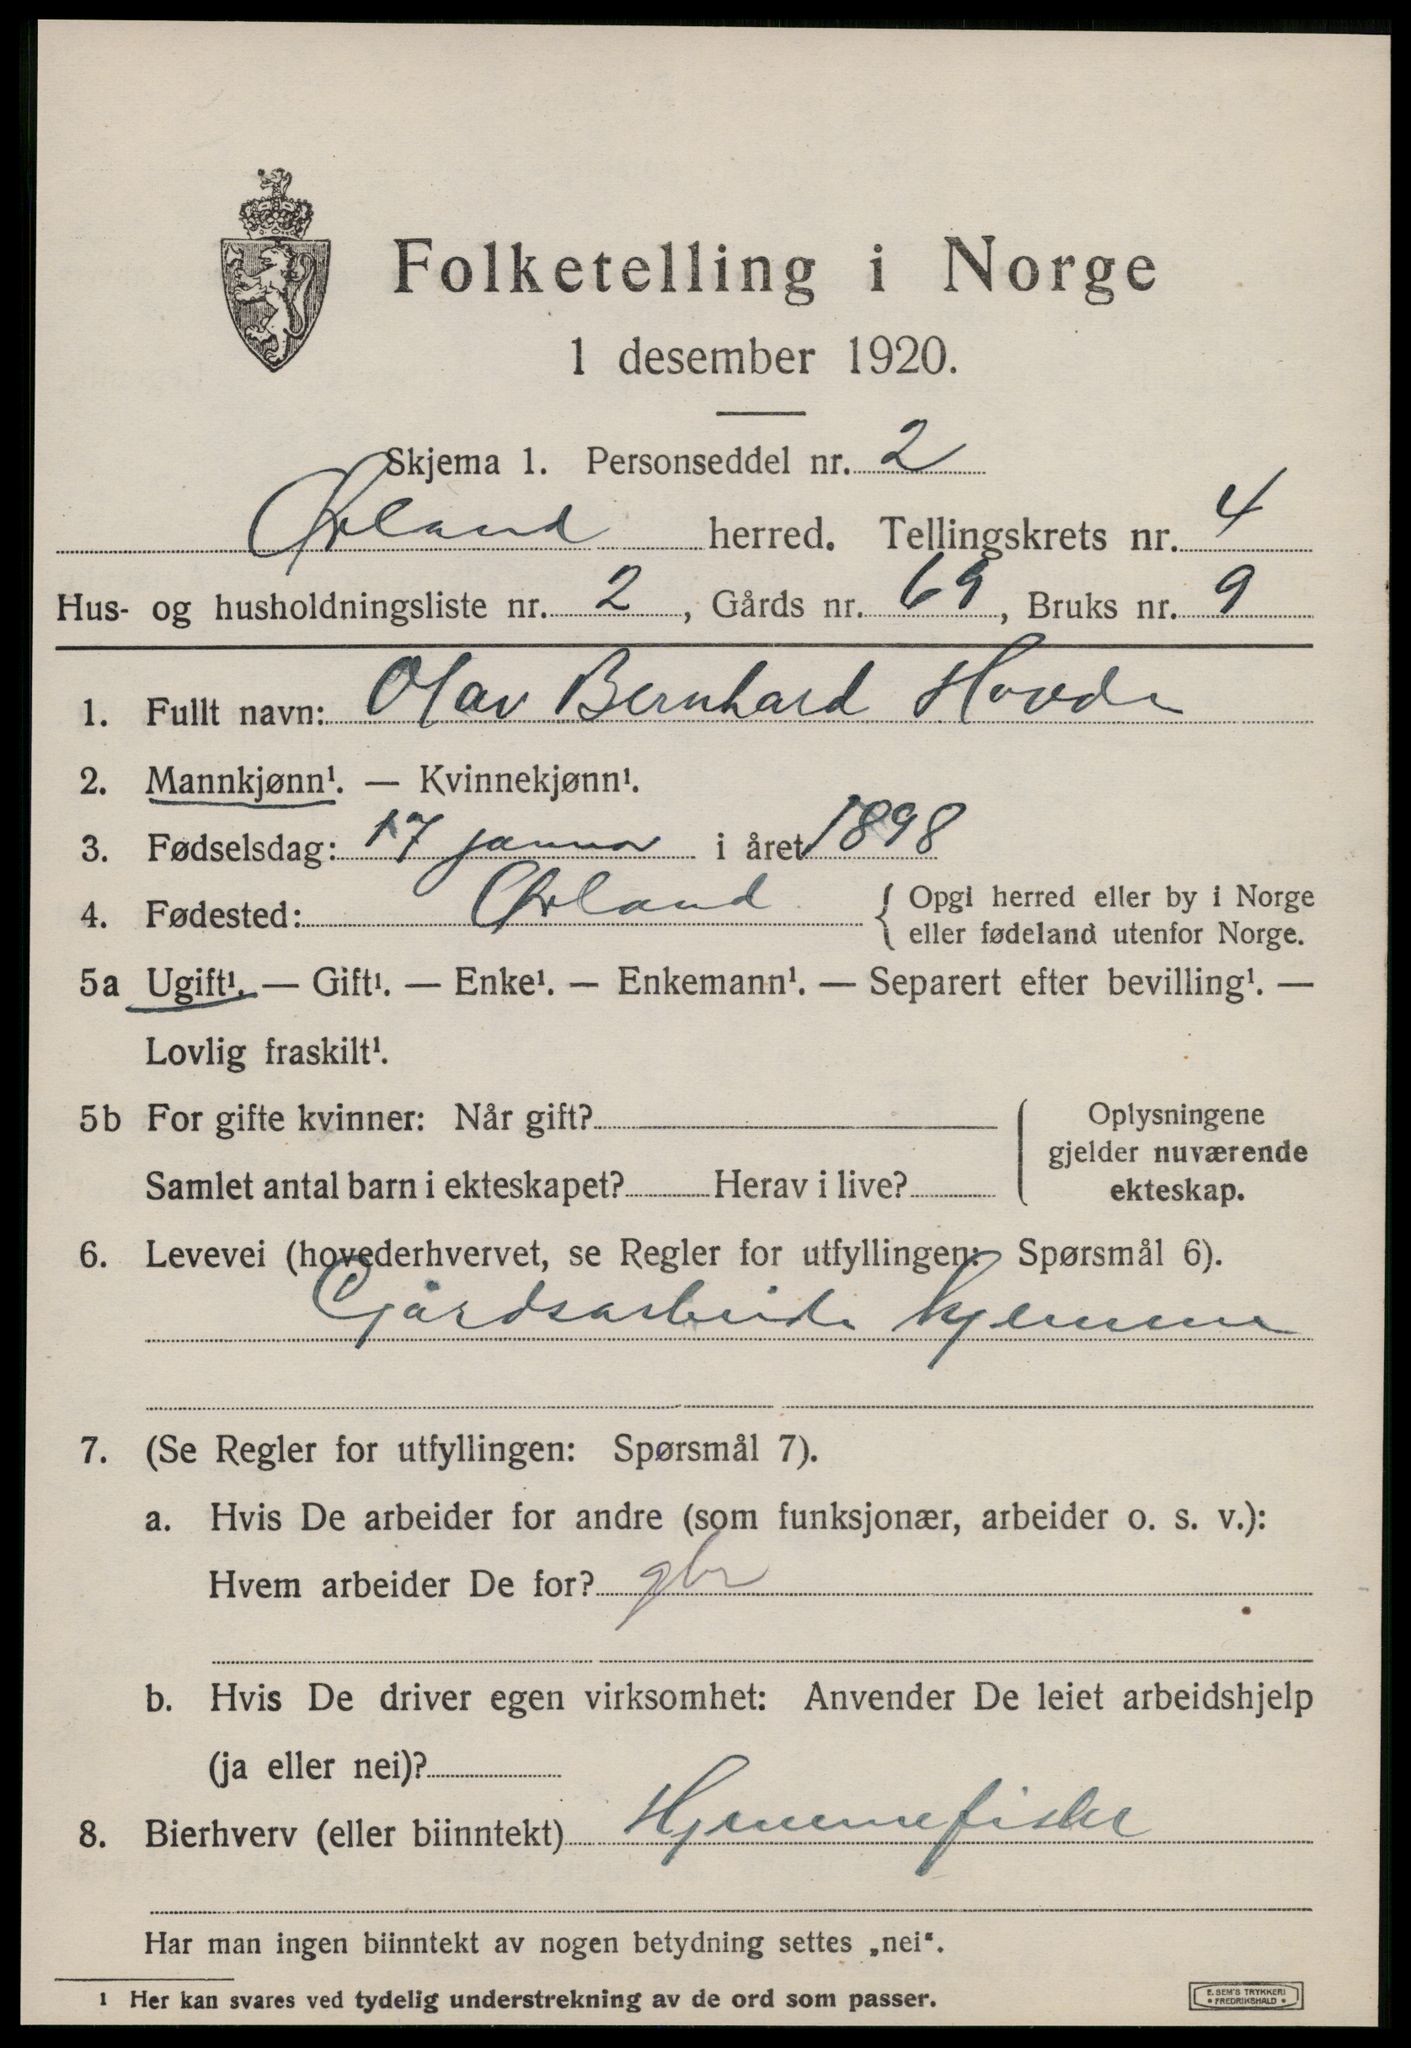 Folketelling i Norge
1 desember 1920.
Skjema 1. Personseddel nr. 2
Ørland herred. Tellingskrets nr. 4
Hus- og husholdningsliste nr. 2, Gårds nr. 69, Bruks nr. 9
1. Fullt navn: Olav Bernhard Hovde
2. Mannkjønn¹. — Kvinnekjønn¹.
3. Fødselsdag: 17 januar i året 1898
4. Fødested: Ørland { Opgi herred eller by i Norge
eller fødeland utenfor Norge.
5a Ugift¹. — Gift¹. — Enke¹. — Enkemann¹. — Separert efter bevilling¹. —
Lovlig fraskilt¹.
5b For gifte kvinner: Når gift?
Samlet antal barn i ekteskapet? Herav i live?
Oplysningene
gjelder nuværende
ekteskap.
6. Levevei (hovederhvervet, se Regler for utfyllingen: Spørsmål 6).
Gårdsarbeide hjemme
7. (Se Regler for utfyllingen: Spørsmål 7).
a. Hvis De arbeider for andre (som funksjonær, arbeider o. s. v.):
Hvem arbeider De for? gbr
b. Hvis De driver egen virksomhet: Anvender De leiet arbeidshjelp
(ja eller nei)?
8. Bierhverv (eller biinntekt) Hjemmefiske
Har man ingen biinntekt av nogen betydning settes „nei“.
1 Her kan svares ved tydelig understrekning av de ord som passer.
E. SEM'S TRYKKERI
• FREDRIKSHALD •